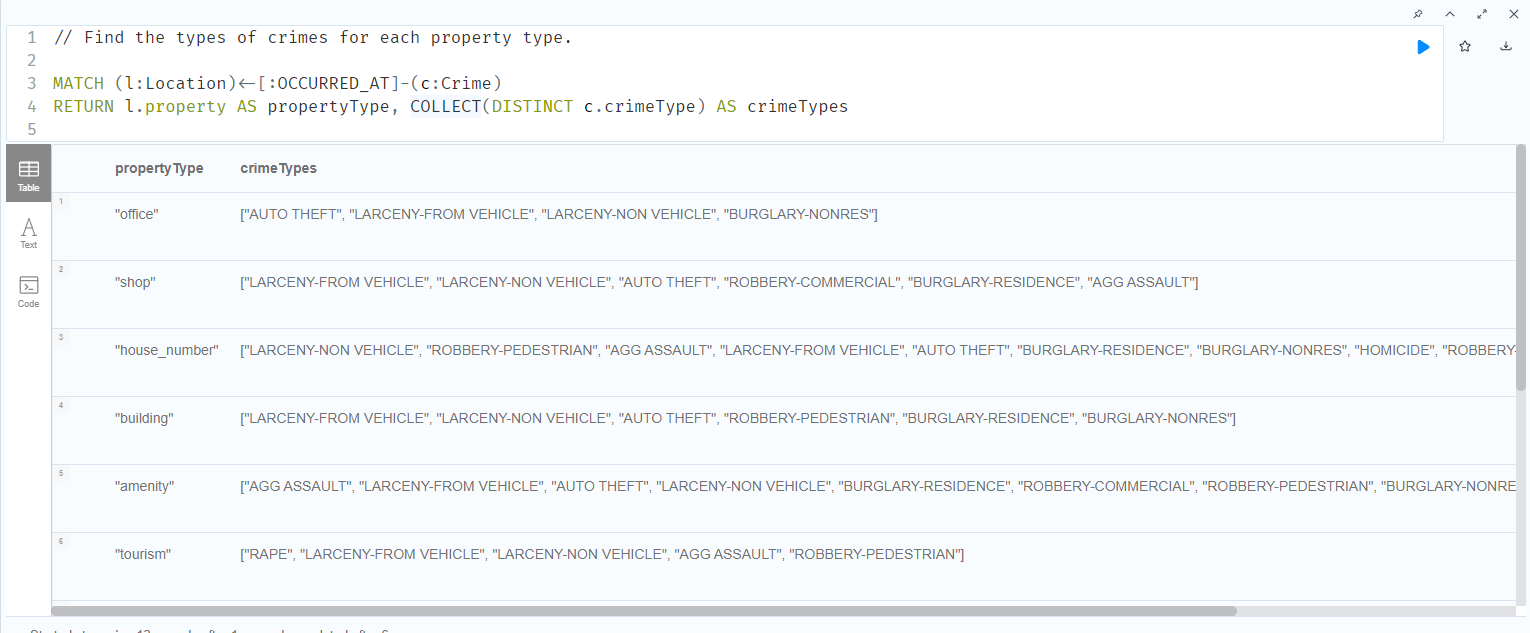 1 // Find the types of crimes for each property type.
2
3 MATCH (l:Location)<-[:OCCURRED_AT]-(c:Crime)
4 RETURN l.property AS propertyType, COLLECT(DISTINCT c.crimeType) AS crimeTypes
5
Table
Text
Code
propertyType crimeTypes
1
"office" ["AUTO THEFT", "LARCENY-FROM VEHICLE", "LARCENY-NON VEHICLE", "BURGLARY-NONRES"]
2
"shop" ["LARCENY-FROM VEHICLE", "LARCENY-NON VEHICLE", "AUTO THEFT", "ROBBERY-COMMERCIAL", "BURGLARY-RESIDENCE", "AGG ASSAULT"]
3
"house_number" ["LARCENY-NON VEHICLE", "ROBBERY-PEDESTRIAN", "AGG ASSAULT", "LARCENY-FROM VEHICLE", "AUTO THEFT", "BURGLARY-RESIDENCE", "BURGLARY-NONRES", "HOMICIDE", "ROBBERY-
4
"building" ["LARCENY-FROM VEHICLE", "LARCENY-NON VEHICLE", "AUTO THEFT", "ROBBERY-PEDESTRIAN", "BURGLARY-RESIDENCE", "BURGLARY-NONRES"]
5
"amenity" ["AGG ASSAULT", "LARCENY-FROM VEHICLE", "AUTO THEFT", "LARCENY-NON VEHICLE", "BURGLARY-RESIDENCE", "ROBBERY-COMMERCIAL", "ROBBERY-PEDESTRIAN", "BURGLARY-NONRE
6
"tourism" ["RAPE", "LARCENY-FROM VEHICLE", "LARCENY-NON VEHICLE", "AGG ASSAULT", "ROBBERY-PEDESTRIAN"]